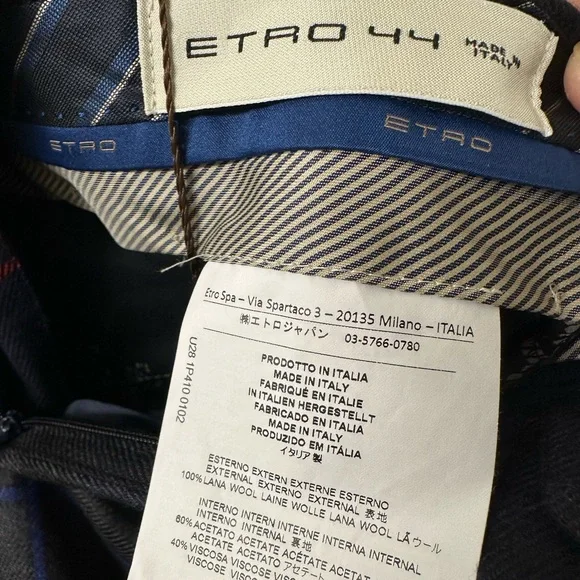 ETRO 44 MADE IN ITALY
ETRO ETRO
Etro Spa – Via Spartaco 3 – 20135 Milano – ITALIA
㈱エトロジャパン 03-5766-0780
U28 1P410 0102
PRODOTTO IN ITALIA
MADE IN ITALY
FABRIQUÉ EN ITALIE
IN ITALIEN HERGESTELLT
FABRICADO EN ITALIA
MADE IN ITALY
PRODUZIDO EM ITÁLIA
イタリア製
ESTERNO EXTERN EXTERNE ESTERNO
EXTERNAL EXTERNO EXTERNAL 表地
100% LANA WOOL LAINE WOLLE LANA WOOL LÃ ウール
INTERNO INTERN INTERNE INTERNA INTERNAL
INTERNO INTERNAL 裏地
60% ACETATO ACETATE ACÉTATE ACETAT
ACETATO ACETATE ACETATO アセテート
40% VISCOSA VISCOSE VISCOSE
VISCOSE VISCOSE